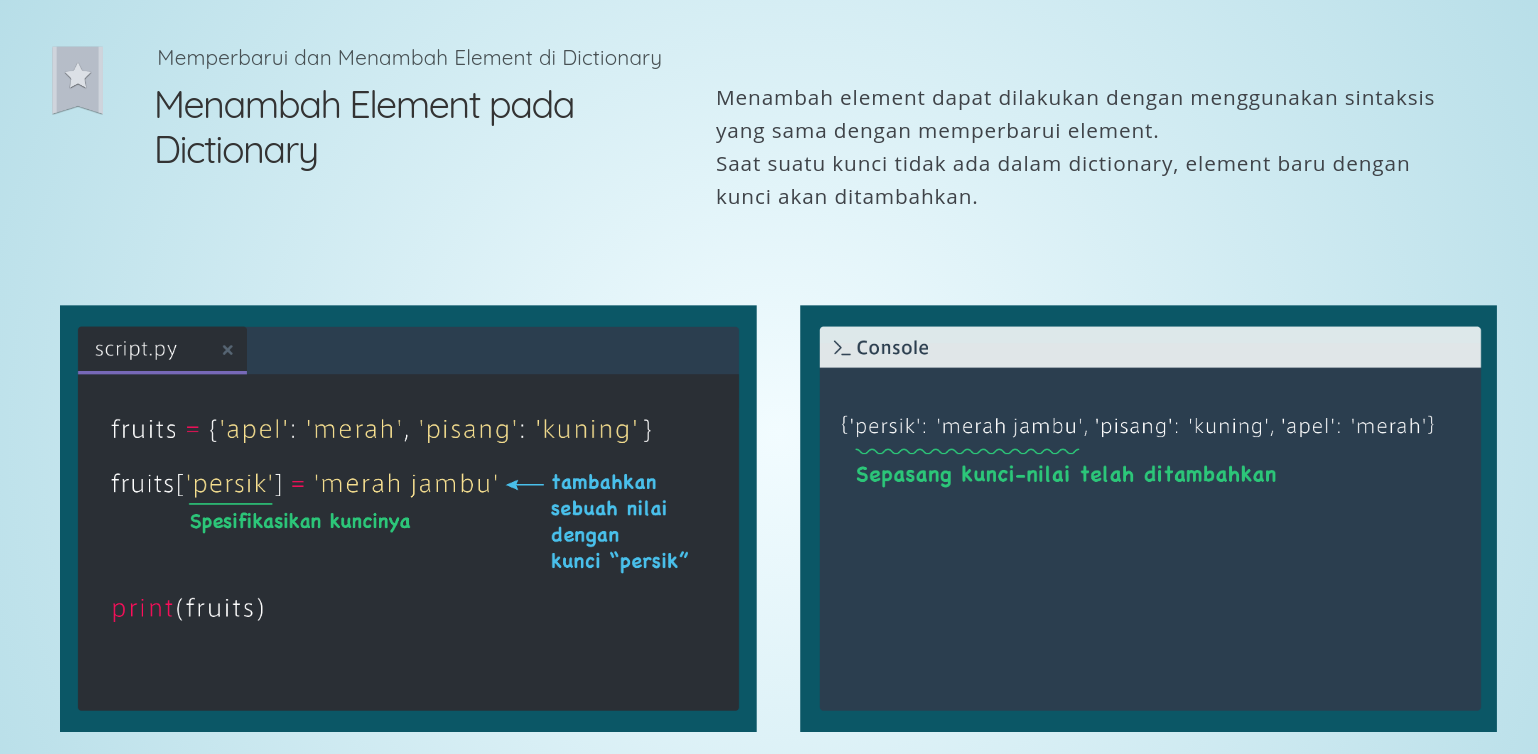 Memperbarui dan Menambah Element di Dictionary
Menambah Element pada
Dictionary
Menambah element dapat dilakukan dengan menggunakan sintaksis
yang sama dengan memperbarui element.
Saat suatu kunci tidak ada dalam dictionary, element baru dengan
kunci akan ditambahkan.
script.py ×
fruits = {'apel': 'merah', 'pisang': 'kuning' }
fruits['persik'] = 'merah jambu'
Spesifikasikan kuncinya
tambahkan
sebuah nilai
dengan
kunci “persik”
print(fruits)
>_ Console
{'persik': 'merah jambu', 'pisang': 'kuning', 'apel': 'merah'}
Sepasang kunci-nilai telah ditambahkan